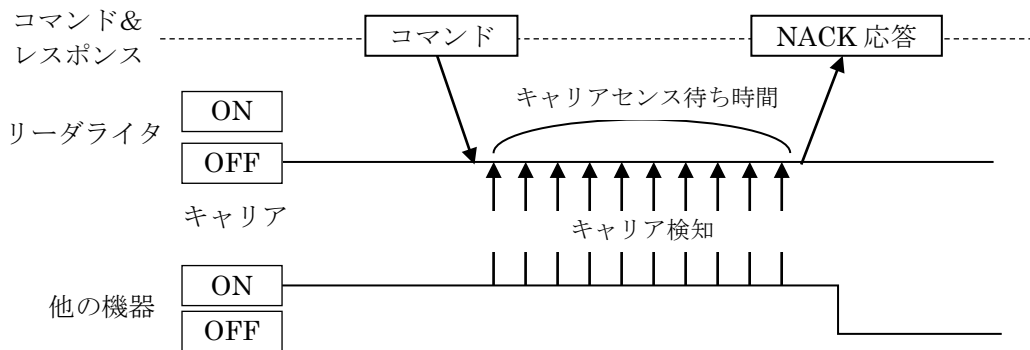 コマンド&
レスポンス
コマンド
NACK 応答
キャリアセンス待ち時間
リーダライタ
ON
OFF
キャリア
キャリア検知
他の機器
ON
OFF